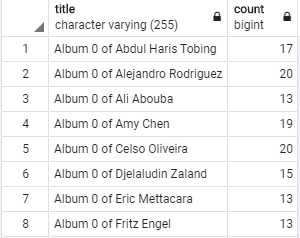 title count
character varying (255) bigint
1 Album 0 of Abdul Haris Tobing 17
2 Album 0 of Alejandro Rodriguez 20
3 Album 0 of Ali Abouba 13
4 Album 0 of Amy Chen 19
5 Album 0 of Celso Oliveira 20
6 Album 0 of Djelaludin Zaland 15
7 Album 0 of Eric Mettacara 13
8 Album 0 of Fritz Engel 13